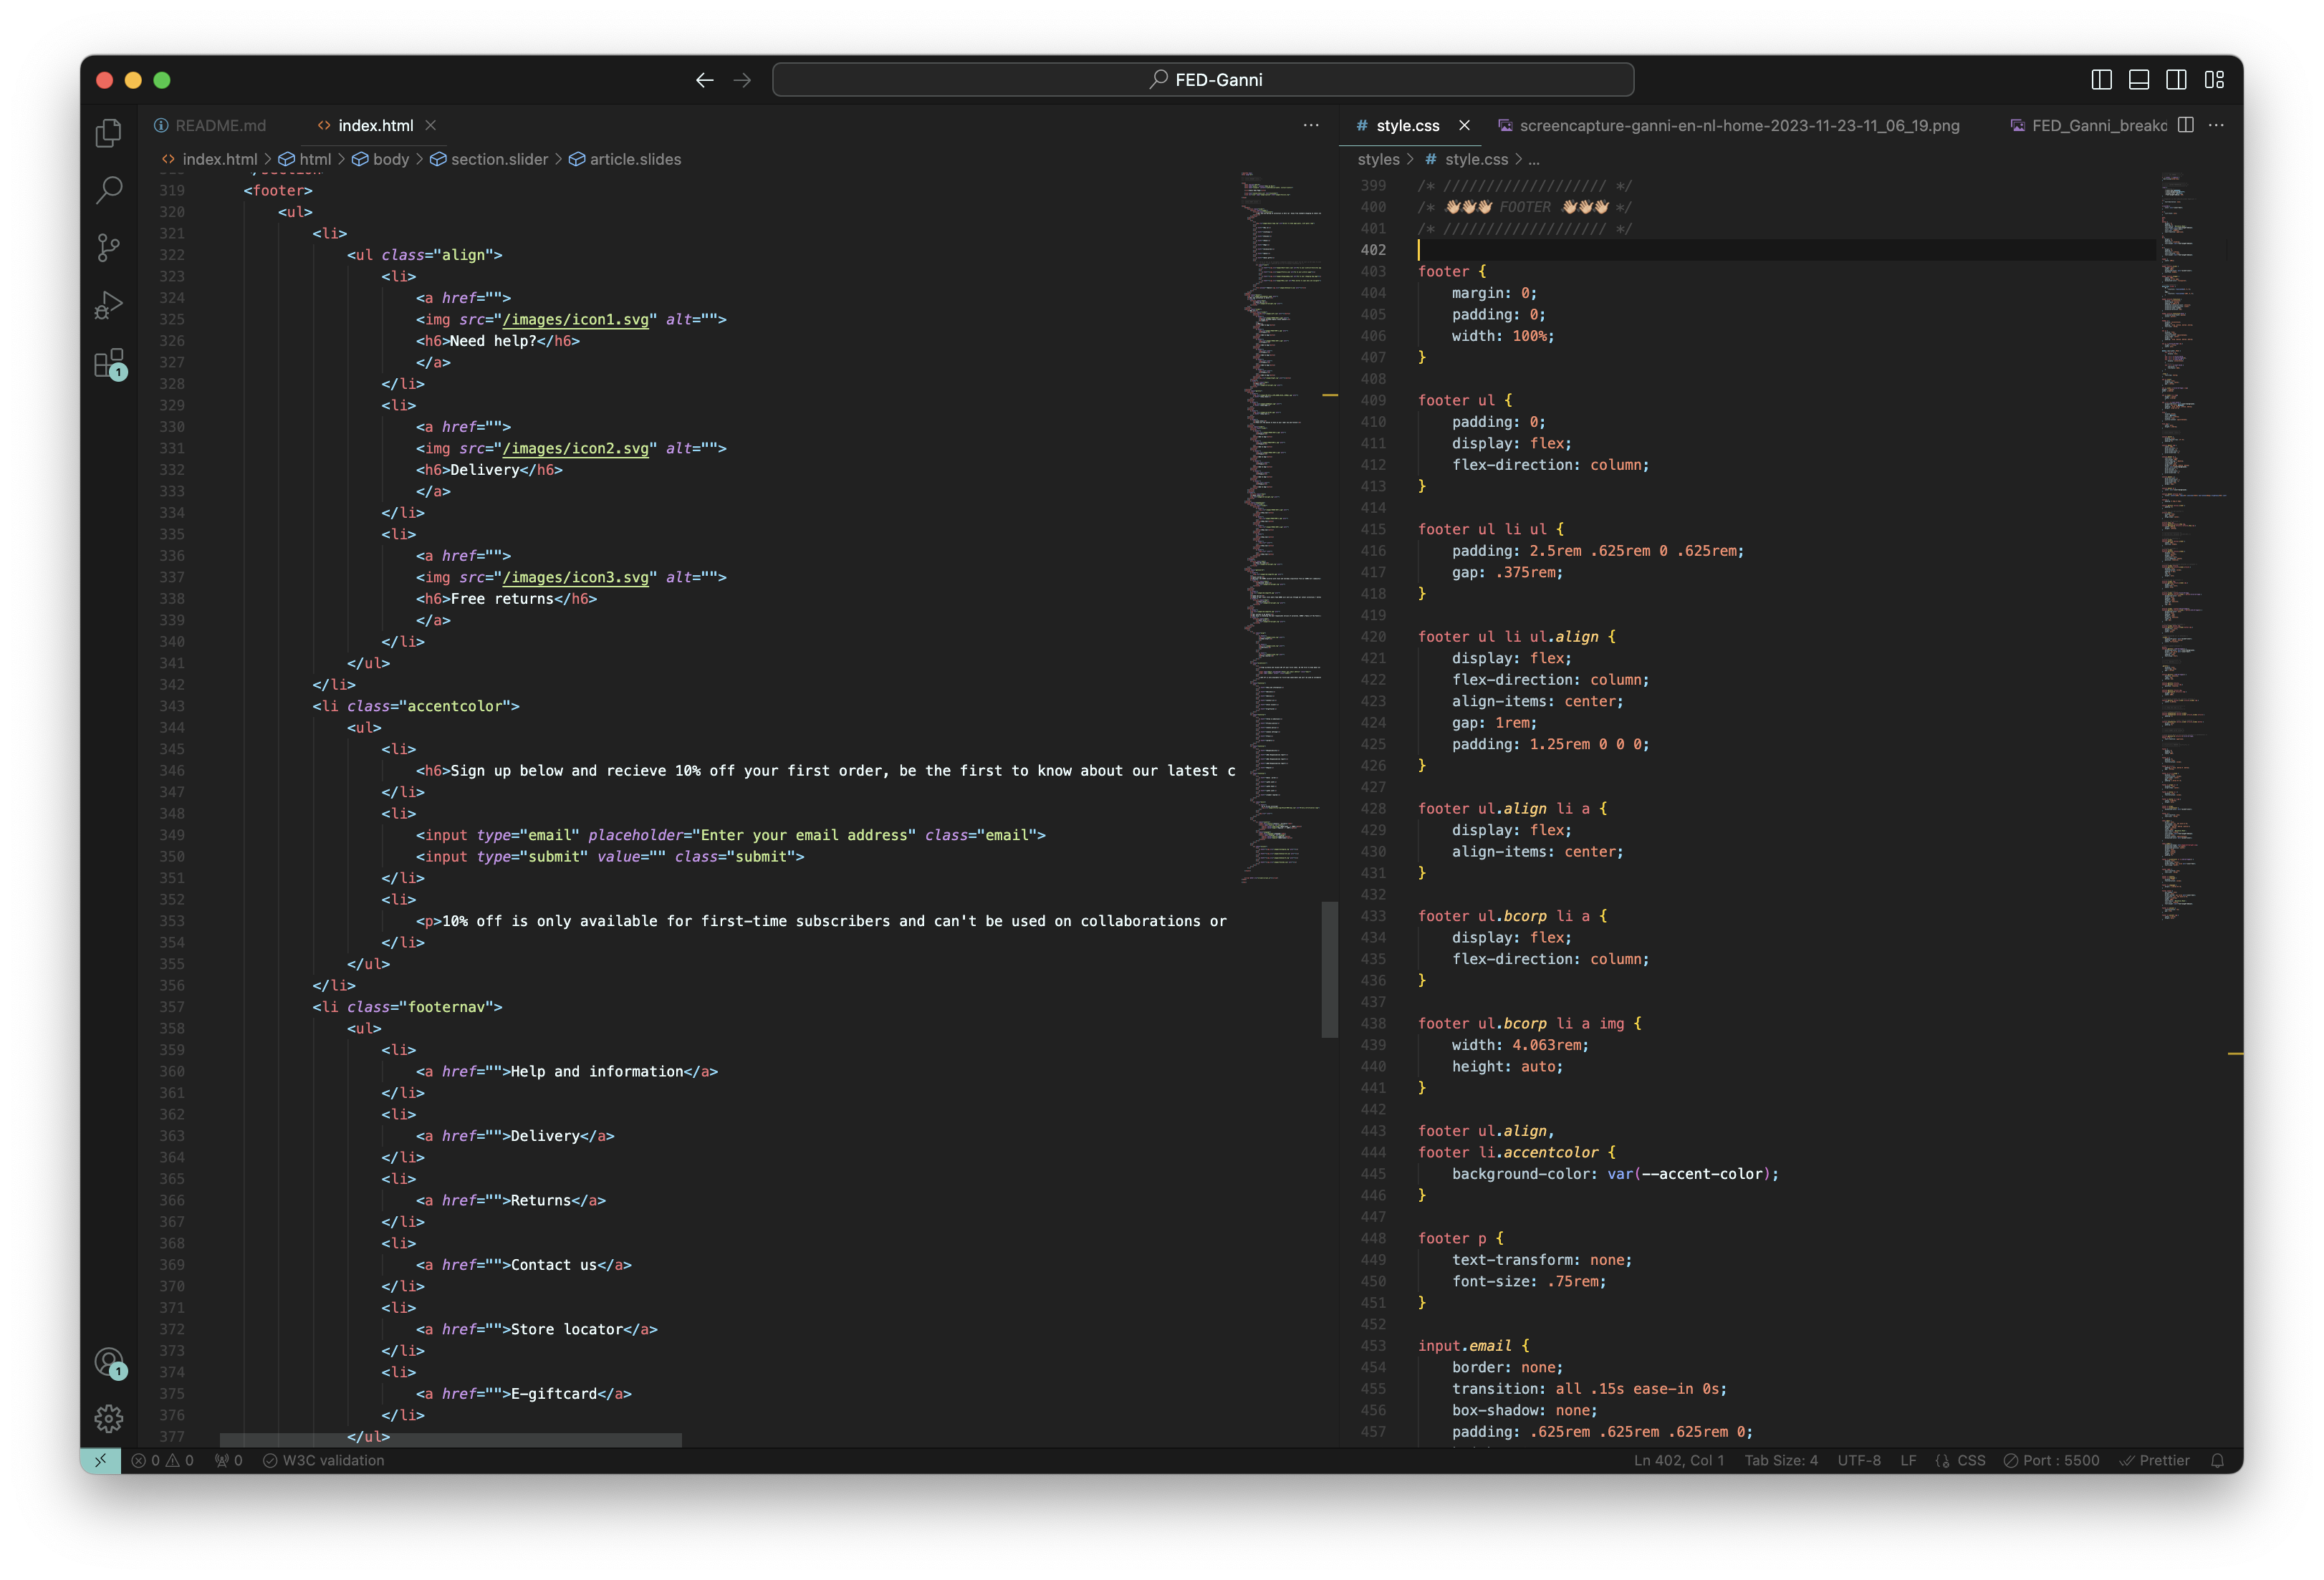 FED-Ganni
README.md
index.html
index.html > html > body > section.slider > article.slides
319 <footer>
320 <ul>
321 <li>
322 <ul class="align">
323 <li>
324 <a href="">
325 <img src="/images/icon1.svg" alt="">
326 <h6>Need help?</h6>
327 </a>
328 </li>
329 <li>
330 <a href="">
331 <img src="/images/icon2.svg" alt="">
332 <h6>Delivery</h6>
333 </a>
334 </li>
335 <li>
336 <a href="">
337 <img src="/images/icon3.svg" alt="">
338 <h6>Free returns</h6>
339 </a>
340 </li>
341 </ul>
342 </li>
343 <li class="accentcolor">
344 <ul>
345 <li>
346 <h6>Sign up below and recieve 10% off your first order, be the first to know about our latest c
347 </li>
348 <li>
349 <input type="email" placeholder="Enter your email address" class="email">
350 <input type="submit" value="" class="submit">
351 </li>
352 <li>
353 <p>10% off is only available for first-time subscribers and can't be used on collaborations or
354 </li>
355 </ul>
356 </li>
357 <li class="footernav">
358 <ul>
359 <li>
360 <a href="">Help and information</a>
361 </li>
362 <li>
363 <a href="">Delivery</a>
364 </li>
365 <li>
366 <a href="">Returns</a>
367 </li>
368 <li>
369 <a href="">Contact us</a>
370 </li>
371 <li>
372 <a href="">Store locator</a>
373 </li>
374 <li>
375 <a href="">E-giftcard</a>
376 </li>
377 </ul>
# style.css
screencapture-ganni-en-nl-home-2023-11-23-11_06_19.png
FED_Ganni_breakd
styles > # style.css > ...
399 /* /////////////////// */
400 /* 👋🏼👋🏼👋🏼 FOOTER 👋🏼👋🏼👋🏼 */
401 /* /////////////////// */
402
403 footer {
404 margin: 0;
405 padding: 0;
406 width: 100%;
407 }
408
409 footer ul {
410 padding: 0;
411 display: flex;
412 flex-direction: column;
413 }
414
415 footer ul li ul {
416 padding: 2.5rem .625rem 0 .625rem;
417 gap: .375rem;
418 }
419
420 footer ul li ul.align {
421 display: flex;
422 flex-direction: column;
423 align-items: center;
424 gap: 1rem;
425 padding: 1.25rem 0 0 0;
426 }
427
428 footer ul.align li a {
429 display: flex;
430 align-items: center;
431 }
432
433 footer ul.bcorp li a {
434 display: flex;
435 flex-direction: column;
436 }
437
438 footer ul.bcorp li a img {
439 width: 4.063rem;
440 height: auto;
441 }
442
443 footer ul.align,
444 footer li.accentcolor {
445 background-color: var(--accent-color);
446 }
447
448 footer p {
449 text-transform: none;
450 font-size: .75rem;
451 }
452
453 input.email {
454 border: none;
455 transition: all .15s ease-in 0s;
456 box-shadow: none;
457 padding: .625rem .625rem .625rem 0;
1
1
0 0 0 W3C validation
Ln 402, Col 1 Tab Size: 4 UTF-8 LF CSS Port : 5500 Prettier